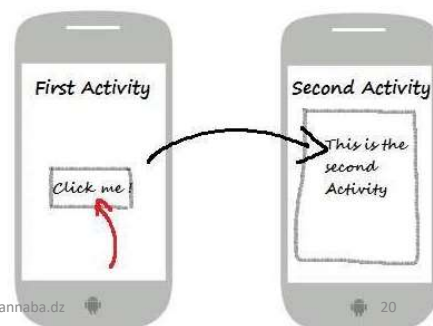 First Activity
Click me !
Second Activity
This is the
second
Activity
annaba.dz
20